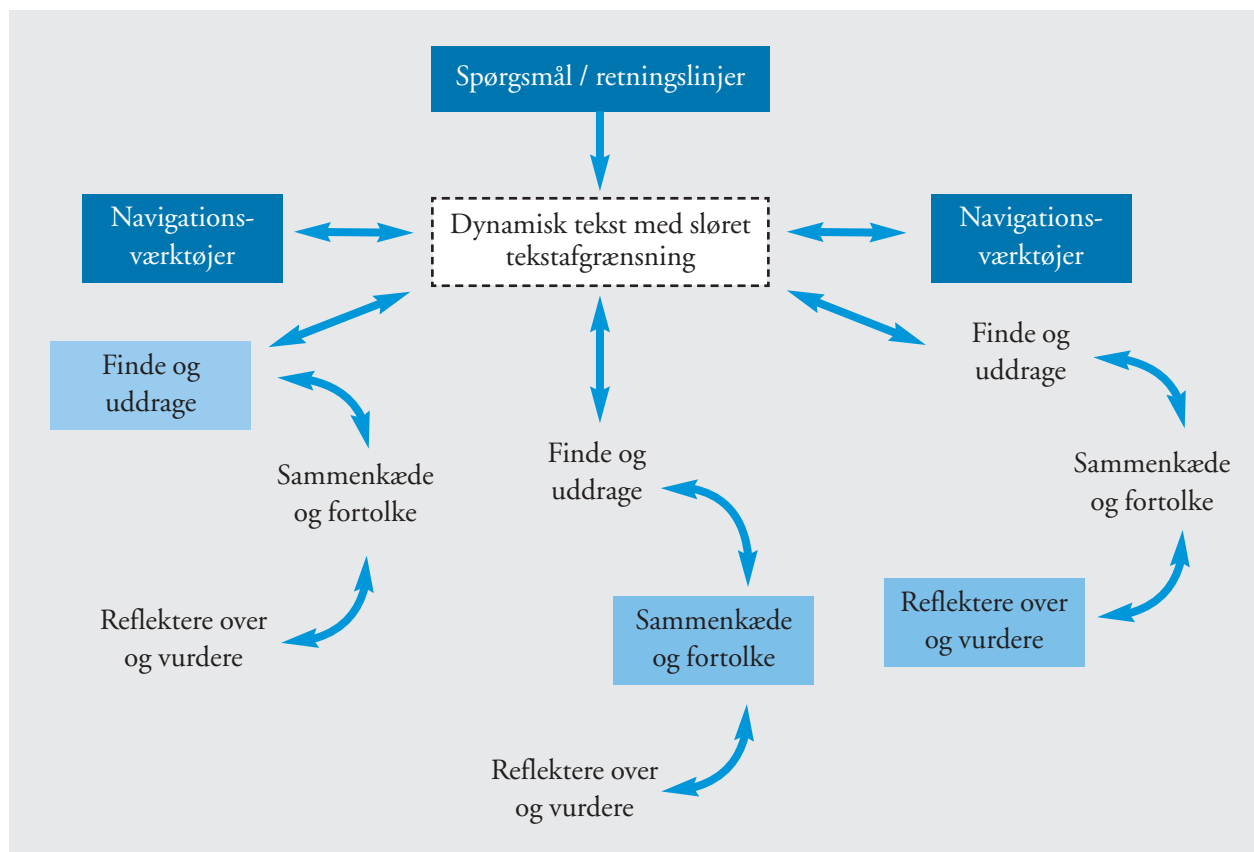 Spørgsmål / retningslinjer
Navigations-
værktøjer
Dynamisk tekst med sløret
tekstafgrænsning
Navigations-
værktøjer
Finde og
uddrage
Sammenkæde
og fortolke
Reflektere over
og vurdere
Finde og
uddrage
Sammenkæde
og fortolke
Reflektere over
og vurdere
Finde og
uddrage
Sammenkæde
og fortolke
Reflektere over
og vurdere